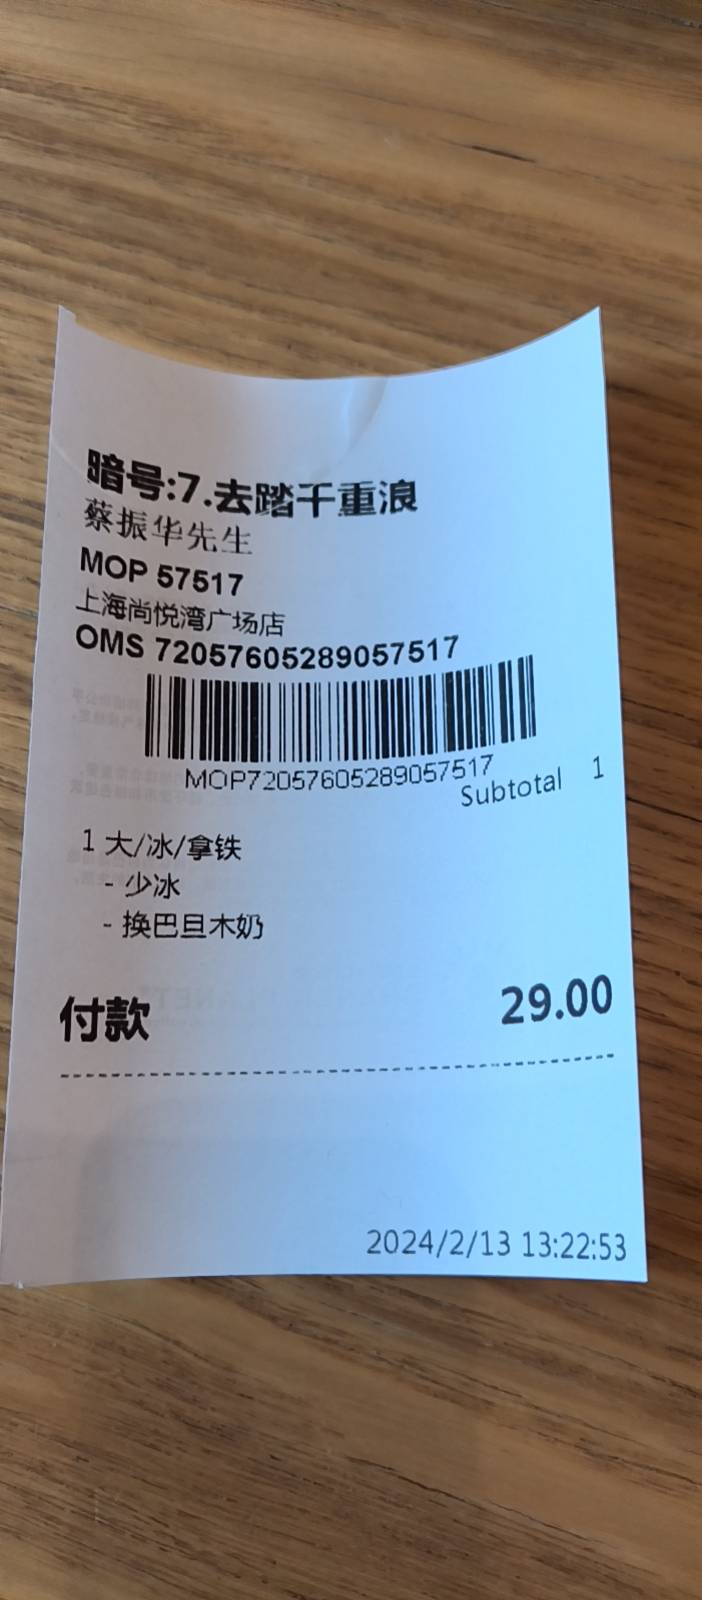 暗号:7.去踏千重浪
蔡振华先生
MOP 57517
上海尚悦湾广场店
OMS 72057605289057517
MOP72057605289057517
Subtotal 1
1 大/冰/拿铁
- 少冰
- 换巴旦木奶
付款 29.00
2024/2/13 13:22:53